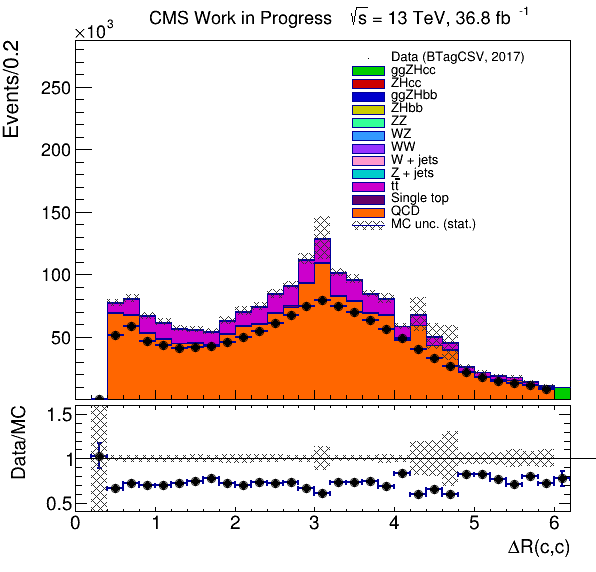 CMS Work in Progress √s = 13 TeV, 36.8 fb⁻¹
×10³
Events/0.2
250
200
150
100
50
Data (BTagCSV, 2017)
ggZHcc
ZHcc
ggZHbb
ZHbb
ZZ
WZ
WW
W + jets
Z + jets
tt̅
Single top
QCD
MC unc. (stat.)
Data/MC
1.5
1
0.5
0 1 2 3 4 5 6
ΔR(c,c)